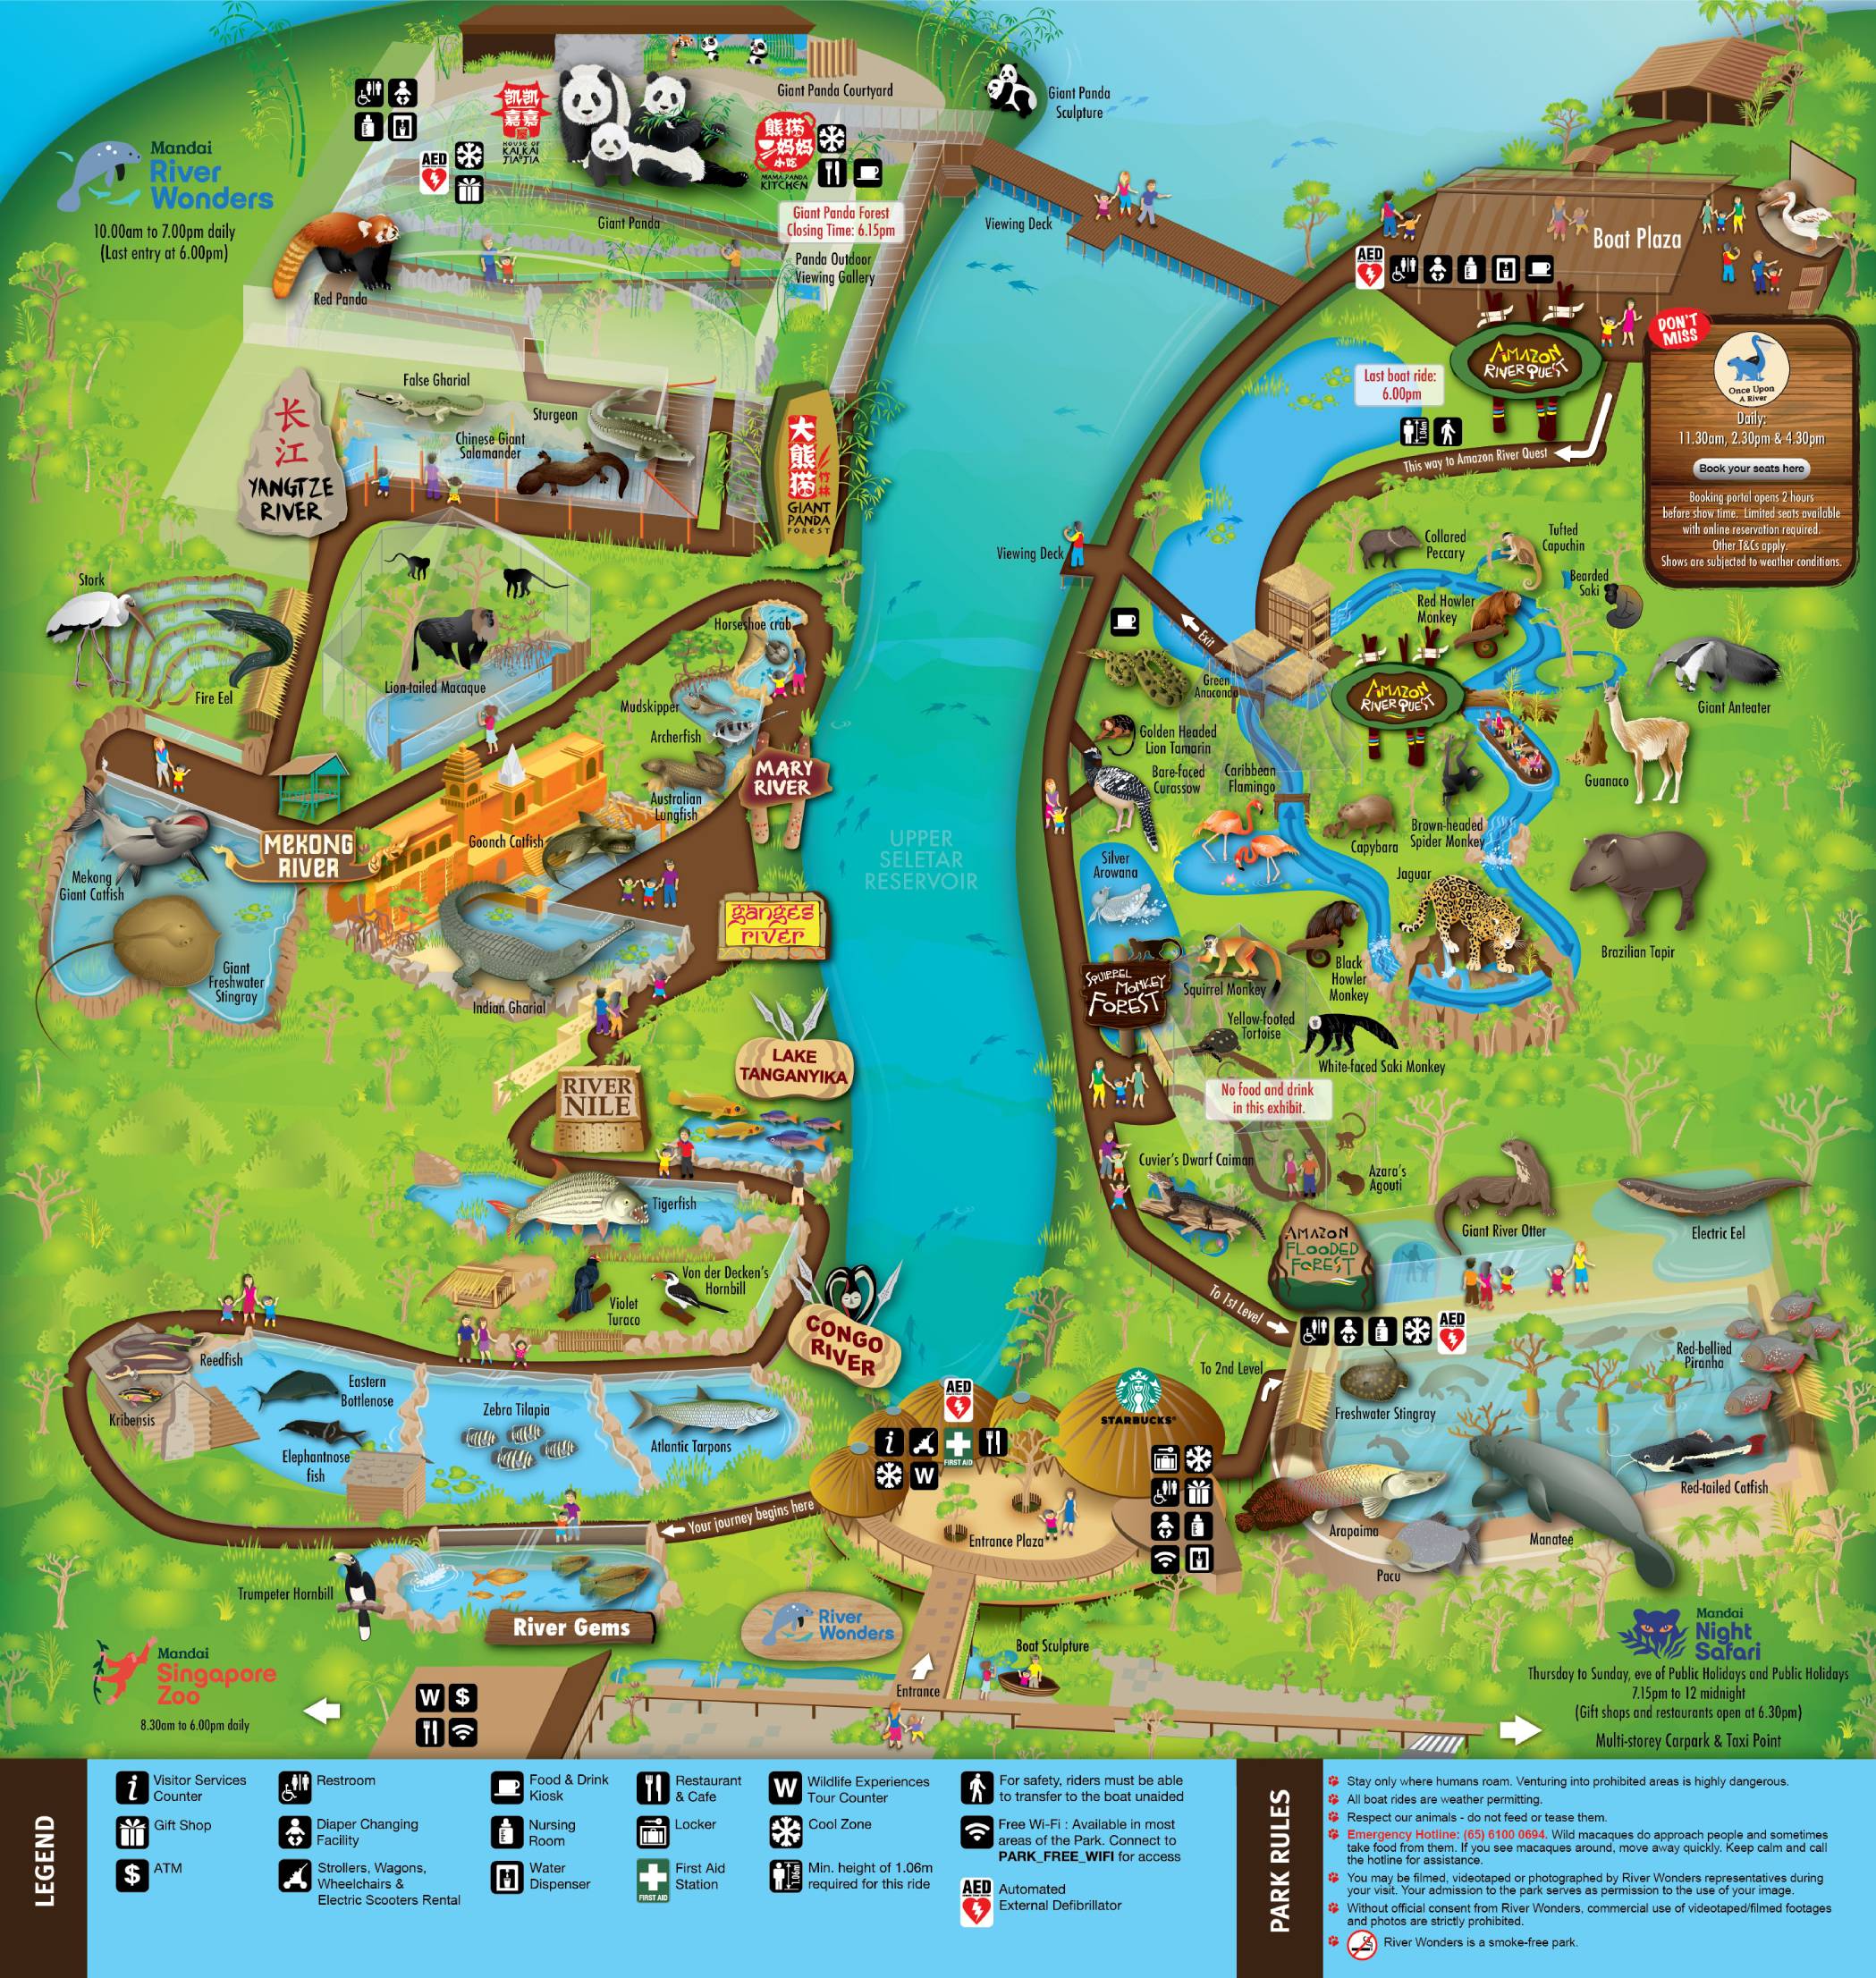 Mandai
River
Wonders
10.00am to 7.00pm daily
(Last entry at 6.00pm)
凯凯
嘉嘉
HOUSE OF
KAI KAI
JIA JIA
AED
Red Panda
Giant Panda
Giant Panda Courtyard
熊猫
妈妈
小吃
MAMA PANDA
KITCHEN
Giant Panda Forest
Closing Time: 6.15pm
Panda Outdoor
Viewing Gallery
Giant Panda
Sculpture
Viewing Deck
Boat Plaza
AED
AMAZON
RIVER QUEST
DON'T
MISS
Once Upon
A River
Daily:
11.30am, 2.30pm & 4.30pm
Book your seats here
Booking portal opens 2 hours
before show time. Limited seats available
with online reservation required.
Other T&Cs apply.
Shows are subjected to weather conditions.
Last boat ride:
6.00pm
1.06m
This way to Amazon River Quest
长
江
YANGTZE
RIVER
False Gharial
Sturgeon
Chinese Giant
Salamander
大
熊
猫
竹
林
GIANT
PANDA
FOREST
Viewing Deck
Collared
Peccary
Tufted
Capuchin
Bearded
Saki
Red Howler
Monkey
Exit
Stork
Fire Eel
Lion-tailed Macaque
Horseshoe crab
Mudskipper
Archerfish
Australian
Lungfish
MARY
RIVER
Green
Anaconda
Golden Headed
Lion Tamarin
Bare-faced
Curassow
Caribbean
Flamingo
AMAZON
RIVER QUEST
Giant Anteater
Guanaco
Capybara
Brown-headed
Spider Monkey
Jaguar
Brazilian Tapir
MEKONG
RIVER
Mekong
Giant Catfish
Giant
Freshwater
Stingray
Goonch Catfish
Indian Gharial
ganges
river
UPPER
SELETAR
RESERVOIR
Silver
Arowana
SQUIRREL
MONKEY
FOREST
Squirrel Monkey
Black
Howler
Monkey
Yellow-footed
Tortoise
White-faced Saki Monkey
No food and drink
in this exhibit.
LAKE
TANGANYIKA
RIVER
NILE
Tigerfish
Cuvier's Dwarf Caiman
Azara's
Agouti
Giant River Otter
Electric Eel
AMAZON
FLOODED
FOREST
Von der Decken's
Hornbill
Violet
Turaco
CONGO
RIVER
To 1st Level
AED
To 2nd Level
Reedfish
Kribensis
Eastern
Bottlenose
Elephantnose
fish
Zebra Tilapia
Atlantic Tarpons
AED
i
FIRST AID
W
STARBUCKS®
Freshwater Stingray
Red-bellied
Piranha
Red-tailed Catfish
Arapaima
Pacu
Manatee
Your journey begins here
Entrance Plaza
Trumpeter Hornbill
River Gems
River
Wonders
Boat Sculpture
Entrance
Mandai
Singapore
Zoo
8.30am to 6.00pm daily
W
$
Mandai
Night
Safari
Thursday to Sunday, eve of Public Holidays and Public Holidays
7.15pm to 12 midnight
(Gift shops and restaurants open at 6.30pm)
Multi-storey Carpark & Taxi Point
LEGEND
i
Visitor Services
Counter
Gift Shop
$
ATM
Restroom
Diaper Changing
Facility
Strollers, Wagons,
Wheelchairs &
Electric Scooters Rental
Food & Drink
Kiosk
Nursing
Room
Water
Dispenser
Restaurant
& Cafe
Locker
FIRST AID
First Aid
Station
W
Wildlife Experiences
Tour Counter
Cool Zone
1.06m
Min. height of 1.06m
required for this ride
For safety, riders must be able
to transfer to the boat unaided
Free Wi-Fi : Available in most
areas of the Park. Connect to
PARK_FREE_WIFI for access
AED
Automated
External Defibrillator
PARK RULES
Stay only where humans roam. Venturing into prohibited areas is highly dangerous.
All boat rides are weather permitting.
Respect our animals - do not feed or tease them.
Emergency Hotline: (65) 6100 0694. Wild macaques do approach people and sometimes
take food from them. If you see macaques around, move away quickly. Keep calm and call
the hotline for assistance.
You may be filmed, videotaped or photographed by River Wonders representatives during
your visit. Your admission to the park serves as permission to the use of your image.
Without official consent from River Wonders, commercial use of videotaped/filmed footages
and photos are strictly prohibited.
River Wonders is a smoke-free park.